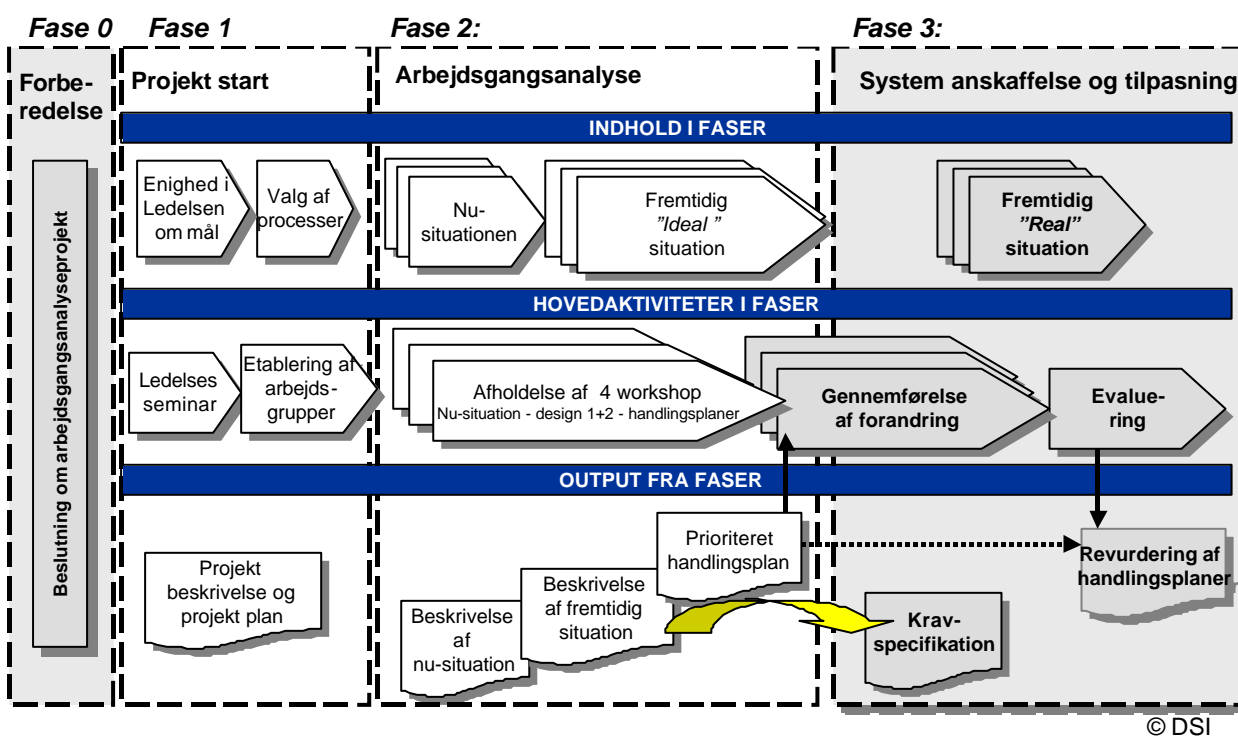 Fase 0
Fase 1
Fase 2:
Fase 3:
Forbe-
redelse
Projekt start
Arbejdsgangsanalyse
System anskaffelse og tilpasning
INDHOLD I FASER
Beslutning om arbejdsgangsanalyseprojekt
Enighed i
Ledelsen
om mål
Valg af
processer
Nu-
situationen
Fremtidig
"Ideal "
situation
Fremtidig
"Real"
situation
HOVEDAKTIVITETER I FASER
Ledelses
seminar
Etablering af
arbejds-
grupper
Afholdelse af 4 workshop
Nu-situation - design 1+2 - handlingsplaner
Gennemførelse
af forandring
Evalue-
ring
OUTPUT FRA FASER
Projekt
beskrivelse og
projekt plan
Beskrivelse
af
nu-situation
Beskrivelse
af fremtidig
situation
Prioriteret
handlingsplan
Krav-
specifikation
Revurdering af
handlingsplaner
© DSI